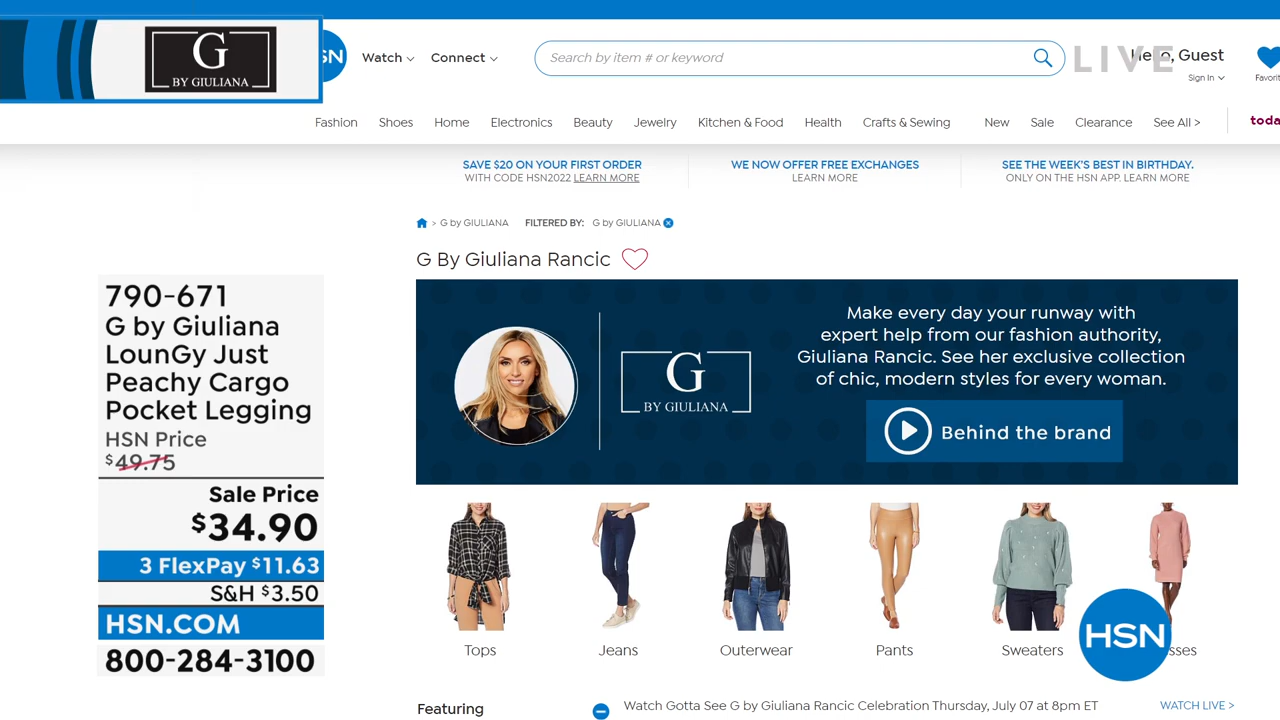 G
BY GIULIANA
SN
Watch
Connect
Search by item # or keyword
LIVE
Hello, Guest
Sign In
Favori
Fashion
Shoes
Home
Electronics
Beauty
Jewelry
Kitchen & Food
Health
Crafts & Sewing
New
Sale
Clearance
See All >
toda
SAVE $20 ON YOUR FIRST ORDER
WITH CODE HSN2022 LEARN MORE
WE NOW OFFER FREE EXCHANGES
LEARN MORE
SEE THE WEEK'S BEST IN BIRTHDAY.
ONLY ON THE HSN APP. LEARN MORE
> G by GIULIANA FILTERED BY: G by GIULIANA
G By Giuliana Rancic
G
BY GIULIANA
Make every day your runway with
expert help from our fashion authority,
Giuliana Rancic. See her exclusive collection
of chic, modern styles for every woman.
Behind the brand
790-671
G by Giuliana
LounGy Just
Peachy Cargo
Pocket Legging
HSN Price
$49.75
Sale Price
$34.90
3 FlexPay $11.63
S&H $3.50
HSN.COM
800-284-3100
Tops
Jeans
Outerwear
Pants
Sweaters
sses
HSN
Featuring
Watch Gotta See G by Giuliana Rancic Celebration Thursday, July 07 at 8pm ET
WATCH LIVE >